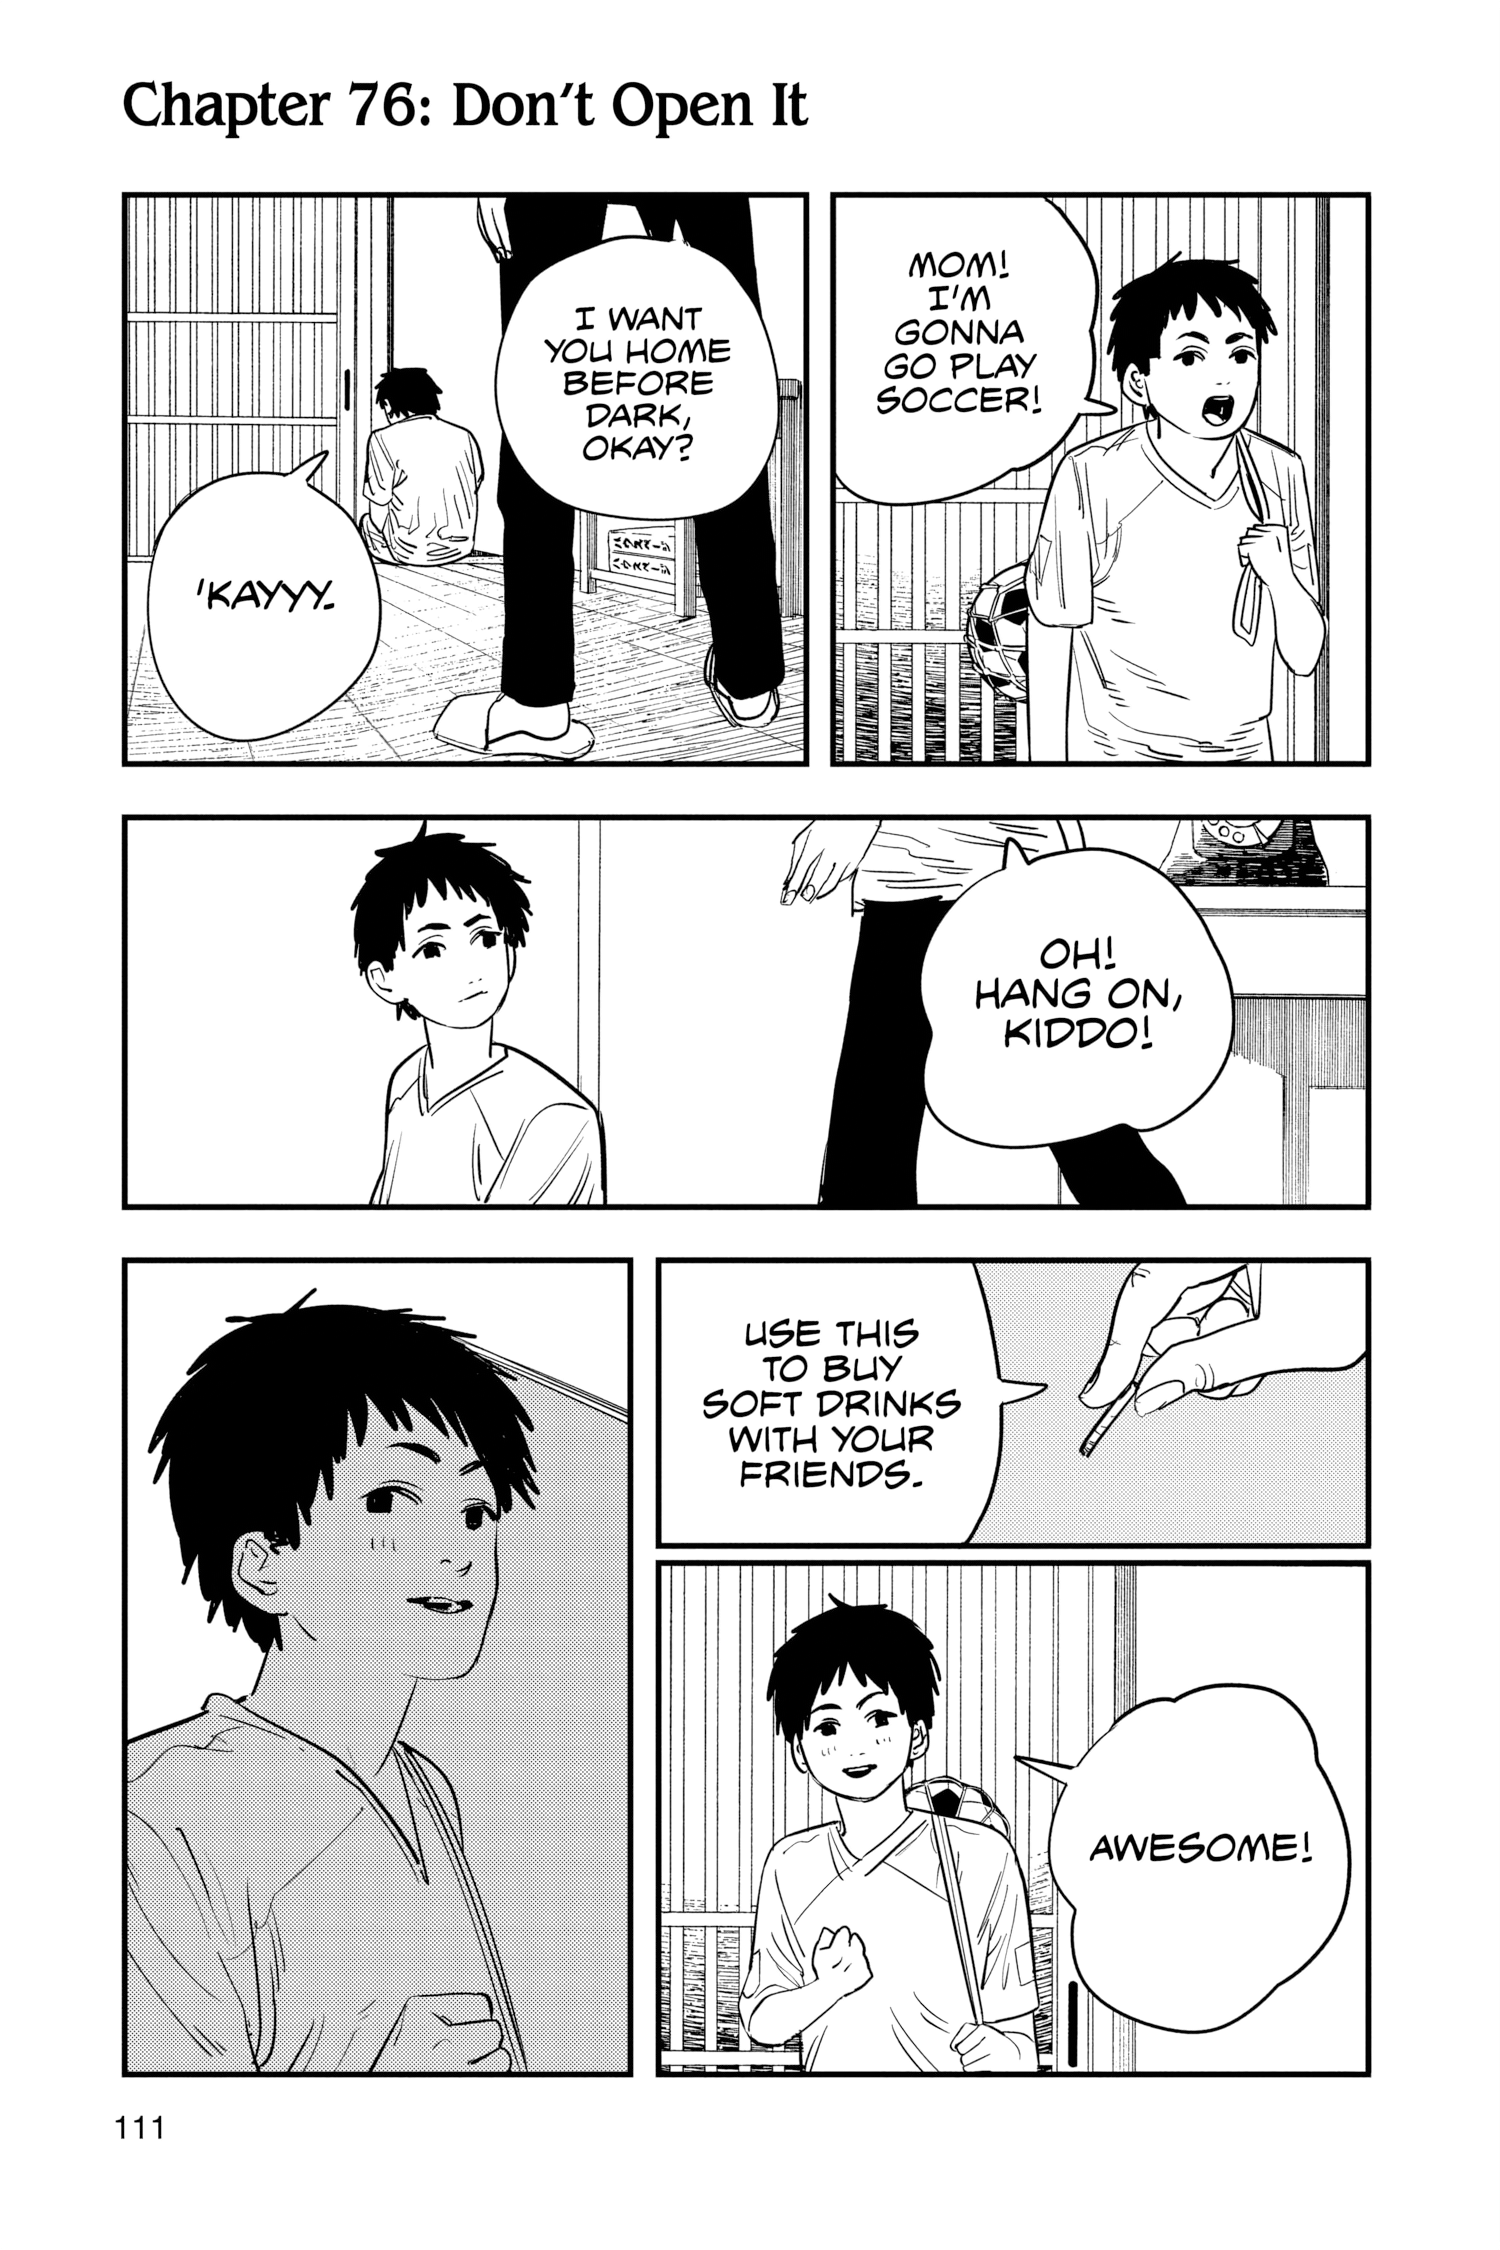 Chapter 76: Don't Open It
MOM!
I'M
GONNA
GO PLAY
SOCCER!
I WANT
YOU HOME
BEFORE
DARK,
OKAY?
'KAYYY.
OH!
HANG ON,
KIDDO!
USE THIS
TO BUY
SOFT DRINKS
WITH YOUR
FRIENDS.
AWESOME!
111